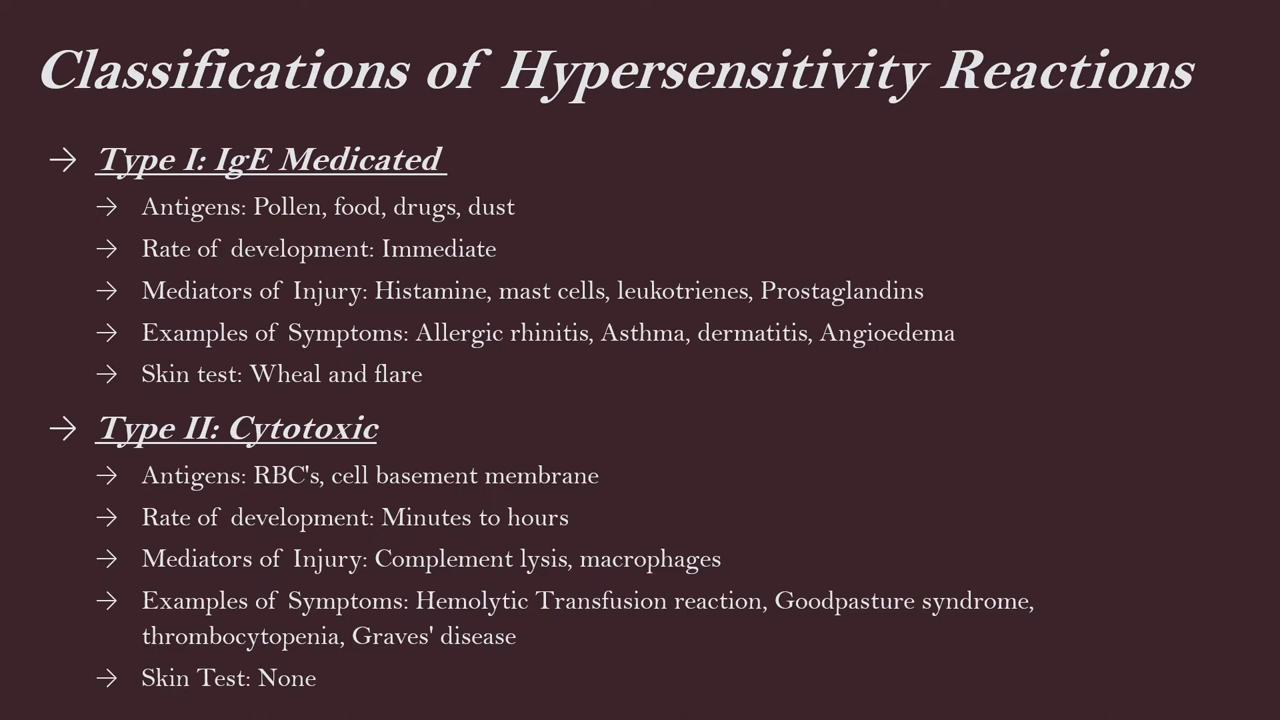 Classifications of Hypersensitivity Reactions
→ Type I: IgE Medicated
→ Antigens: Pollen, food, drugs, dust
→ Rate of development: Immediate
→ Mediators of Injury: Histamine, mast cells, leukotrienes, Prostaglandins
→ Examples of Symptoms: Allergic rhinitis, Asthma, dermatitis, Angioedema
→ Skin test: Wheal and flare
→ Type II: Cytotoxic
→ Antigens: RBC's, cell basement membrane
→ Rate of development: Minutes to hours
→ Mediators of Injury: Complement lysis, macrophages
→ Examples of Symptoms: Hemolytic Transfusion reaction, Goodpasture syndrome,
thrombocytopenia, Graves' disease
→ Skin Test: None